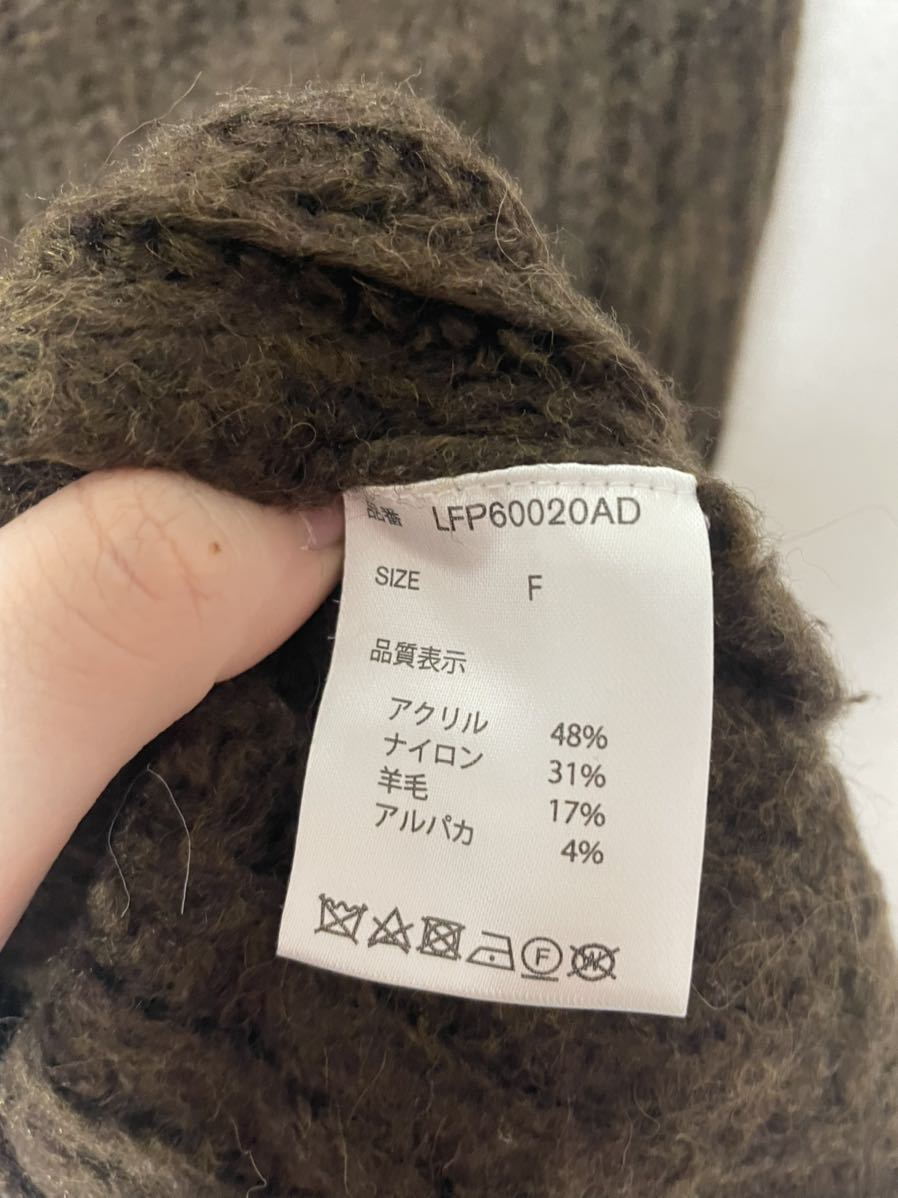 品番 LFP60020AD
SIZE F
品質表示
アクリル 48%
ナイロン 31%
羊毛 17%
アルパカ 4%
F W